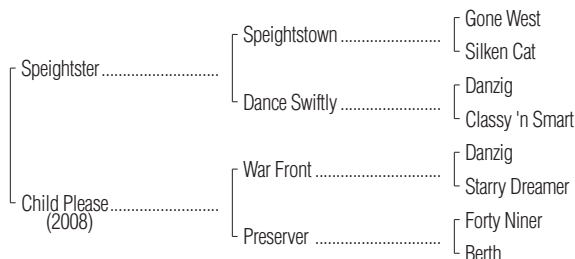 Gone West
Speightstown ........................
Silken Cat
Speightster ............................
Danzig
Dance Swiftly ........................
Classy 'n Smart
Danzig
War Front ..............................
Starry Dreamer
Child Please ..........................
(2008)
Forty Niner
Preserver ..............................
Berth